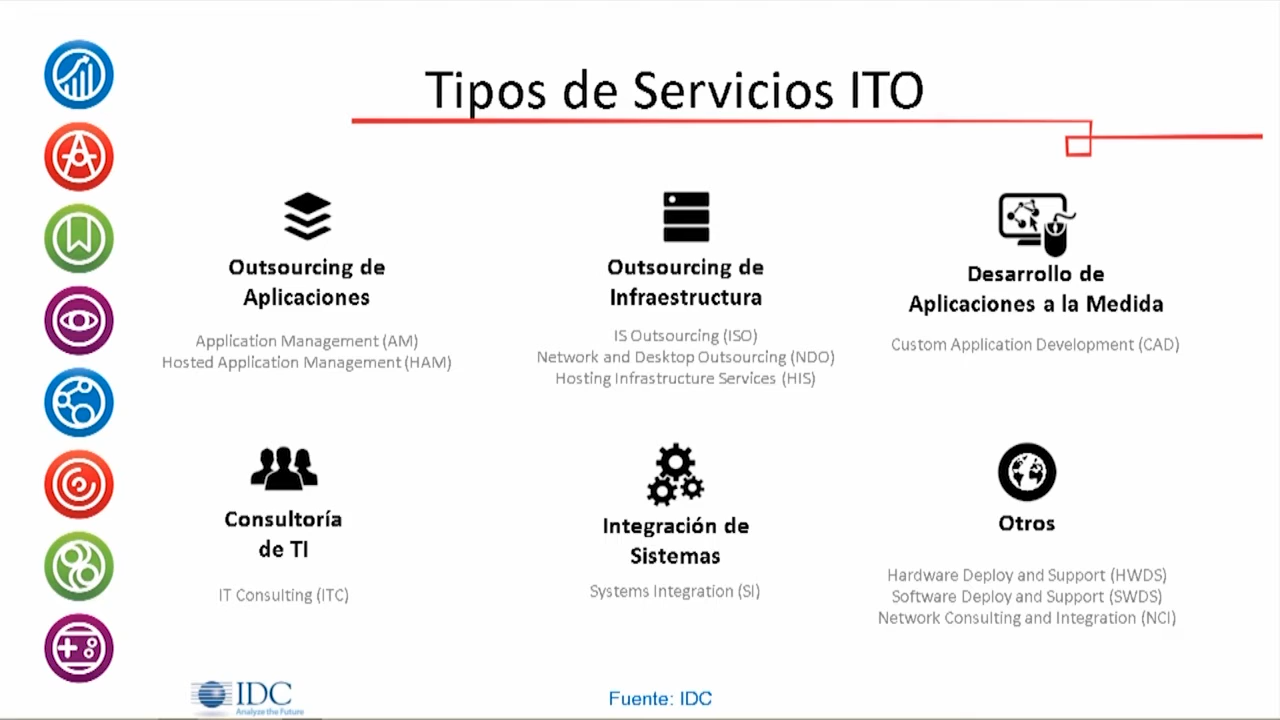 Tipos de Servicios ITO
Outsourcing de
Aplicaciones
Application Management (AM)
Hosted Application Management (HAM)
Outsourcing de
Infraestructura
IS Outsourcing (ISO)
Network and Desktop Outsourcing (NDO)
Hosting Infrastructure Services (HIS)
Desarrollo de
Aplicaciones a la Medida
Custom Application Development (CAD)
Consultoría
de TI
IT Consulting (ITC)
Integración de
Sistemas
Systems Integration (SI)
Otros
Hardware Deploy and Support (HWDS)
Software Deploy and Support (SWDS)
Network Consulting and Integration (NCI)
IDC
Analyze the Future
Fuente: IDC